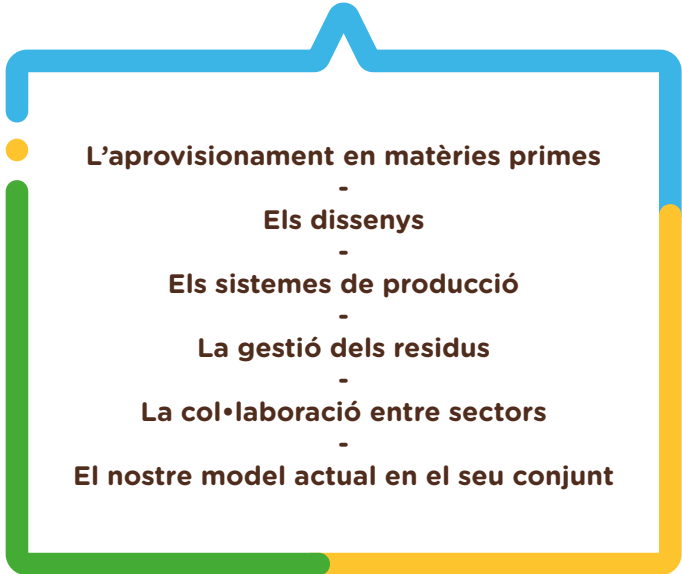 L’aprovisionament en matèries primes
-
Els dissenys
-
Els sistemes de producció
-
La gestió dels residus
-
La col•laboració entre sectors
-
El nostre model actual en el seu conjunt